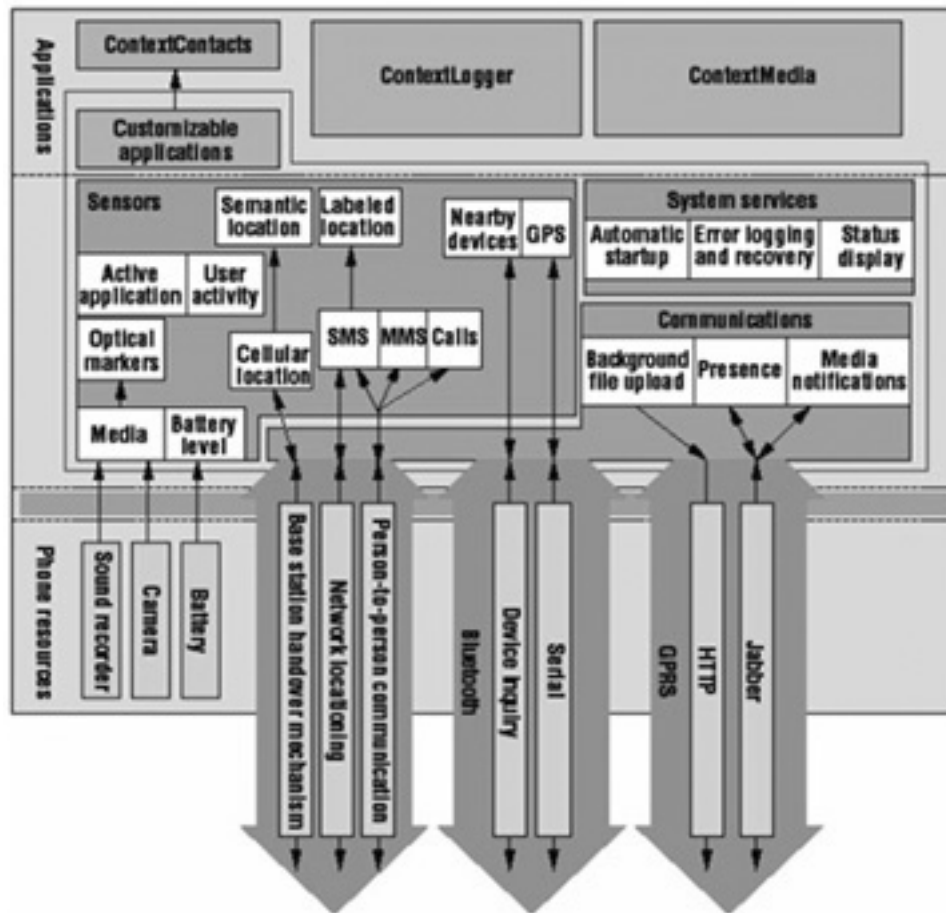 Applications
ContextContacts
ContextLogger
ContextMedia
Customizable
applications
Sensors
Semantic
location
Labeled
location
Nearby
devices
GPS
System services
Automatic
startup
Error logging
and recovery
Status
display
Active
application
User
activity
Optical
markers
Cellular
location
SMS
MMS
Calls
Communications
Background
file upload
Presence
Media
notifications
Media
Battery
level
Phone resources
Sound recorder
Camera
Battery
Base station handover mechanism
Network locationing
Person-to-person communication
Bluetooth
Device Inquiry
Serial
GPRS
HTTP
Jabber